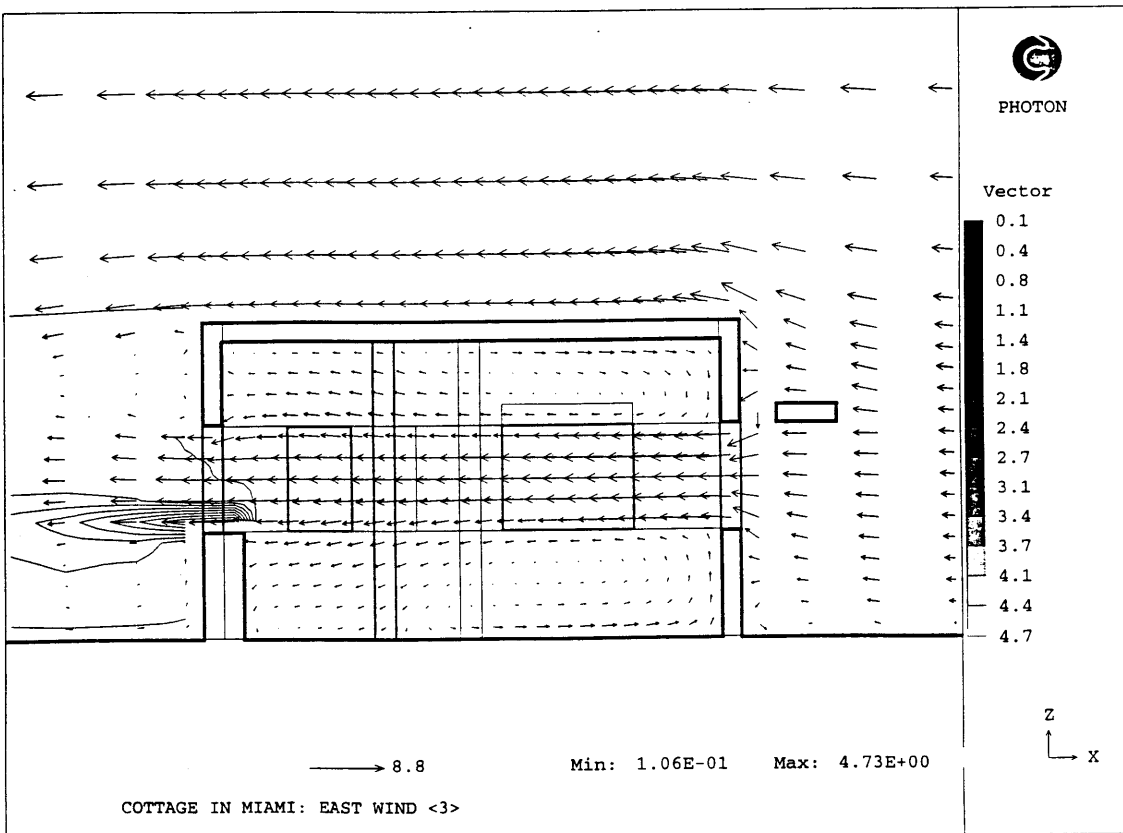 PHOTON
Vector
0.1
0.4
0.8
1.1
1.4
1.8
2.1
2.4
2.7
3.1
3.4
3.7
4.1
4.4
4.7
Z
X
8.8 Min: 1.06E-01 Max: 4.73E+00
COTTAGE IN MIAMI: EAST WIND <3>